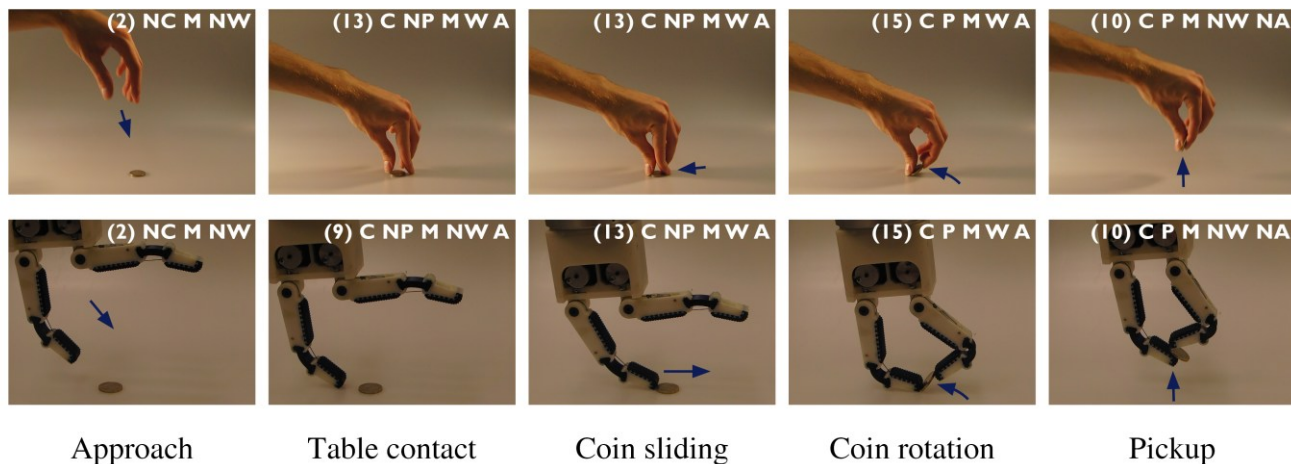 (2) NC M NW
(13) C NP M W A
(13) C NP M W A
(15) C P M W A
(10) C P M NW NA
(2) NC M NW
(9) C NP M NW A
(13) C NP M W A
(15) C P M W A
(10) C P M NW NA
Approach
Table contact
Coin sliding
Coin rotation
Pickup